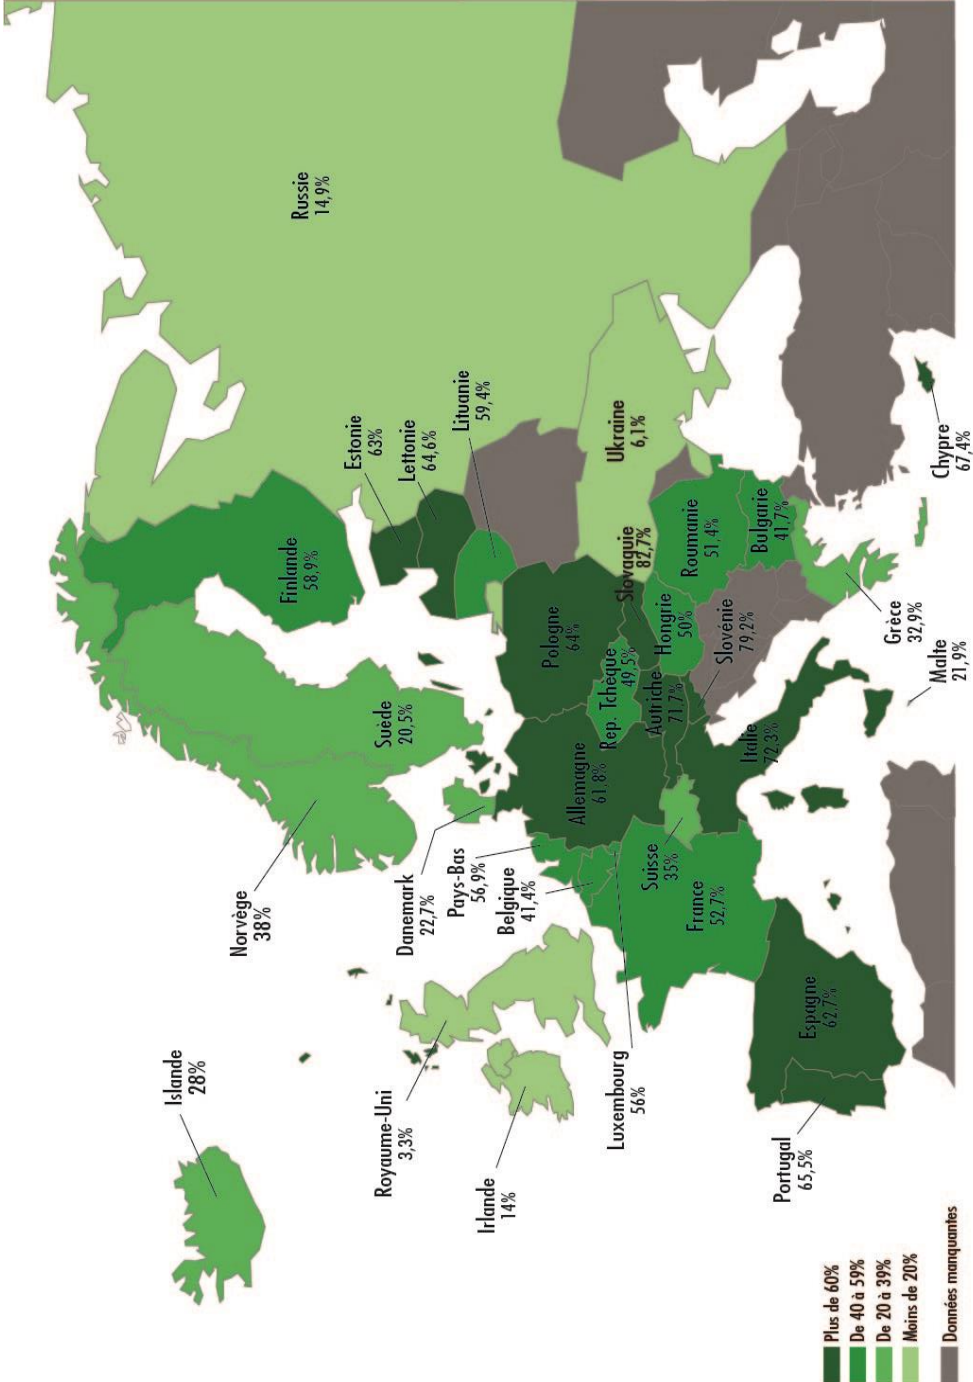 Islande
28%
Norvège
38%
Suède
20,5%
Finlande
58,9%
Russie
14,9%
Estonie
63%
Lettonie
64,6%
Lituanie
59,4%
Royaume-Uni
3,3%
Irlande
14%
Danemark
22,7%
Pays-Bas
56,9%
Belgique
41,4%
Luxembourg
56%
Allemagne
61,8%
Pologne
64%
Rep. Tchèque
49,5%
Slovaquie
82,7%
Ukraine
6,1%
Autriche
71,7%
Hongrie
50%
Roumanie
51,4%
Suisse
35%
France
52,7%
Slovénie
79,2%
Bulgarie
41,7%
Italie
72,3%
Espagne
62,7%
Portugal
65,5%
Grèce
32,9%
Malte
21,9%
Chypre
67,4%
Plus de 60%
De 40 à 59%
De 20 à 39%
Moins de 20%
Données manquantes